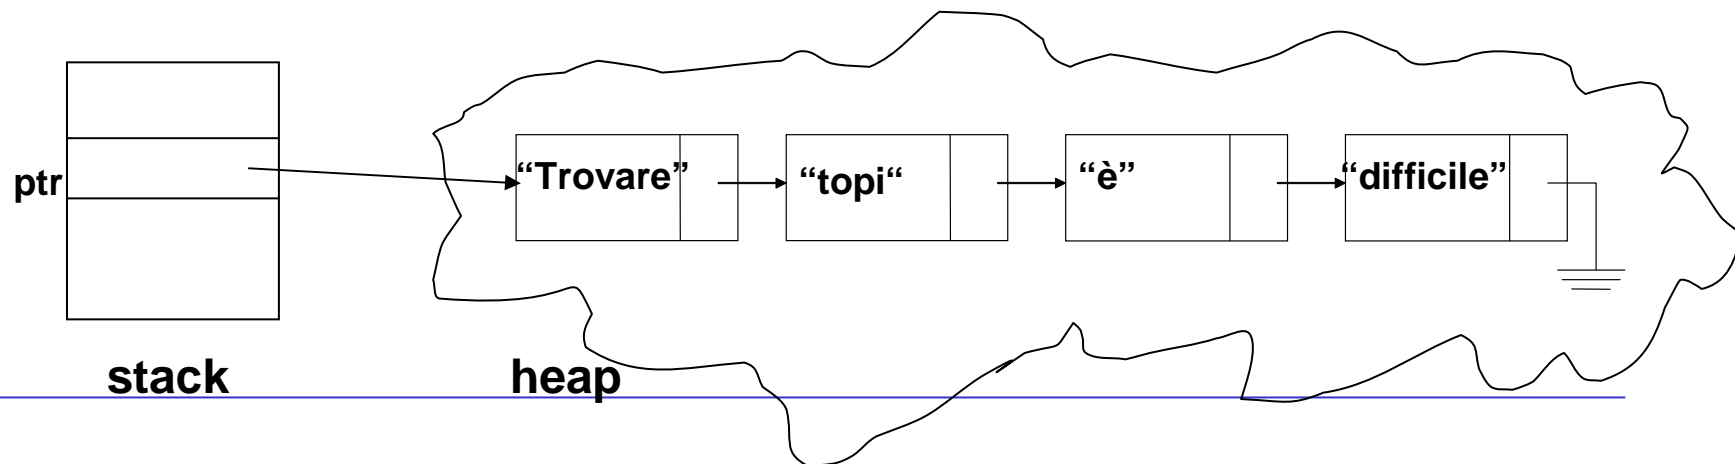 ptr
“Trovare”
“topi“
“è”
“difficile”
stack
heap